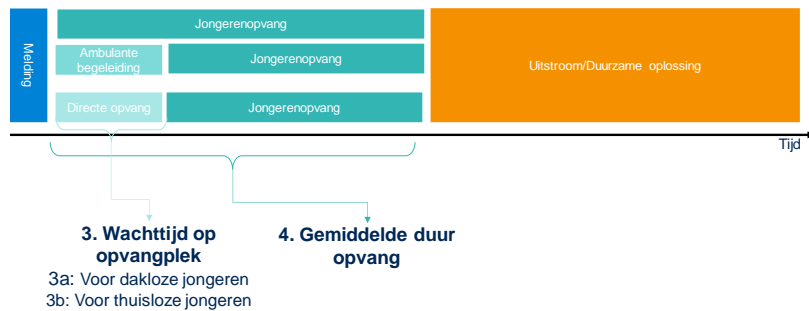 Melding
Jongerenopvang
Ambulante
begeleiding
Jongerenopvang
Directe opvang
Jongerenopvang
Uitstroom/Duurzame oplossing
Tijd
3. Wachttijd op
opvangplek
3a: Voor dakloze jongeren
3b: Voor thuisloze jongeren
4. Gemiddelde duur
opvang